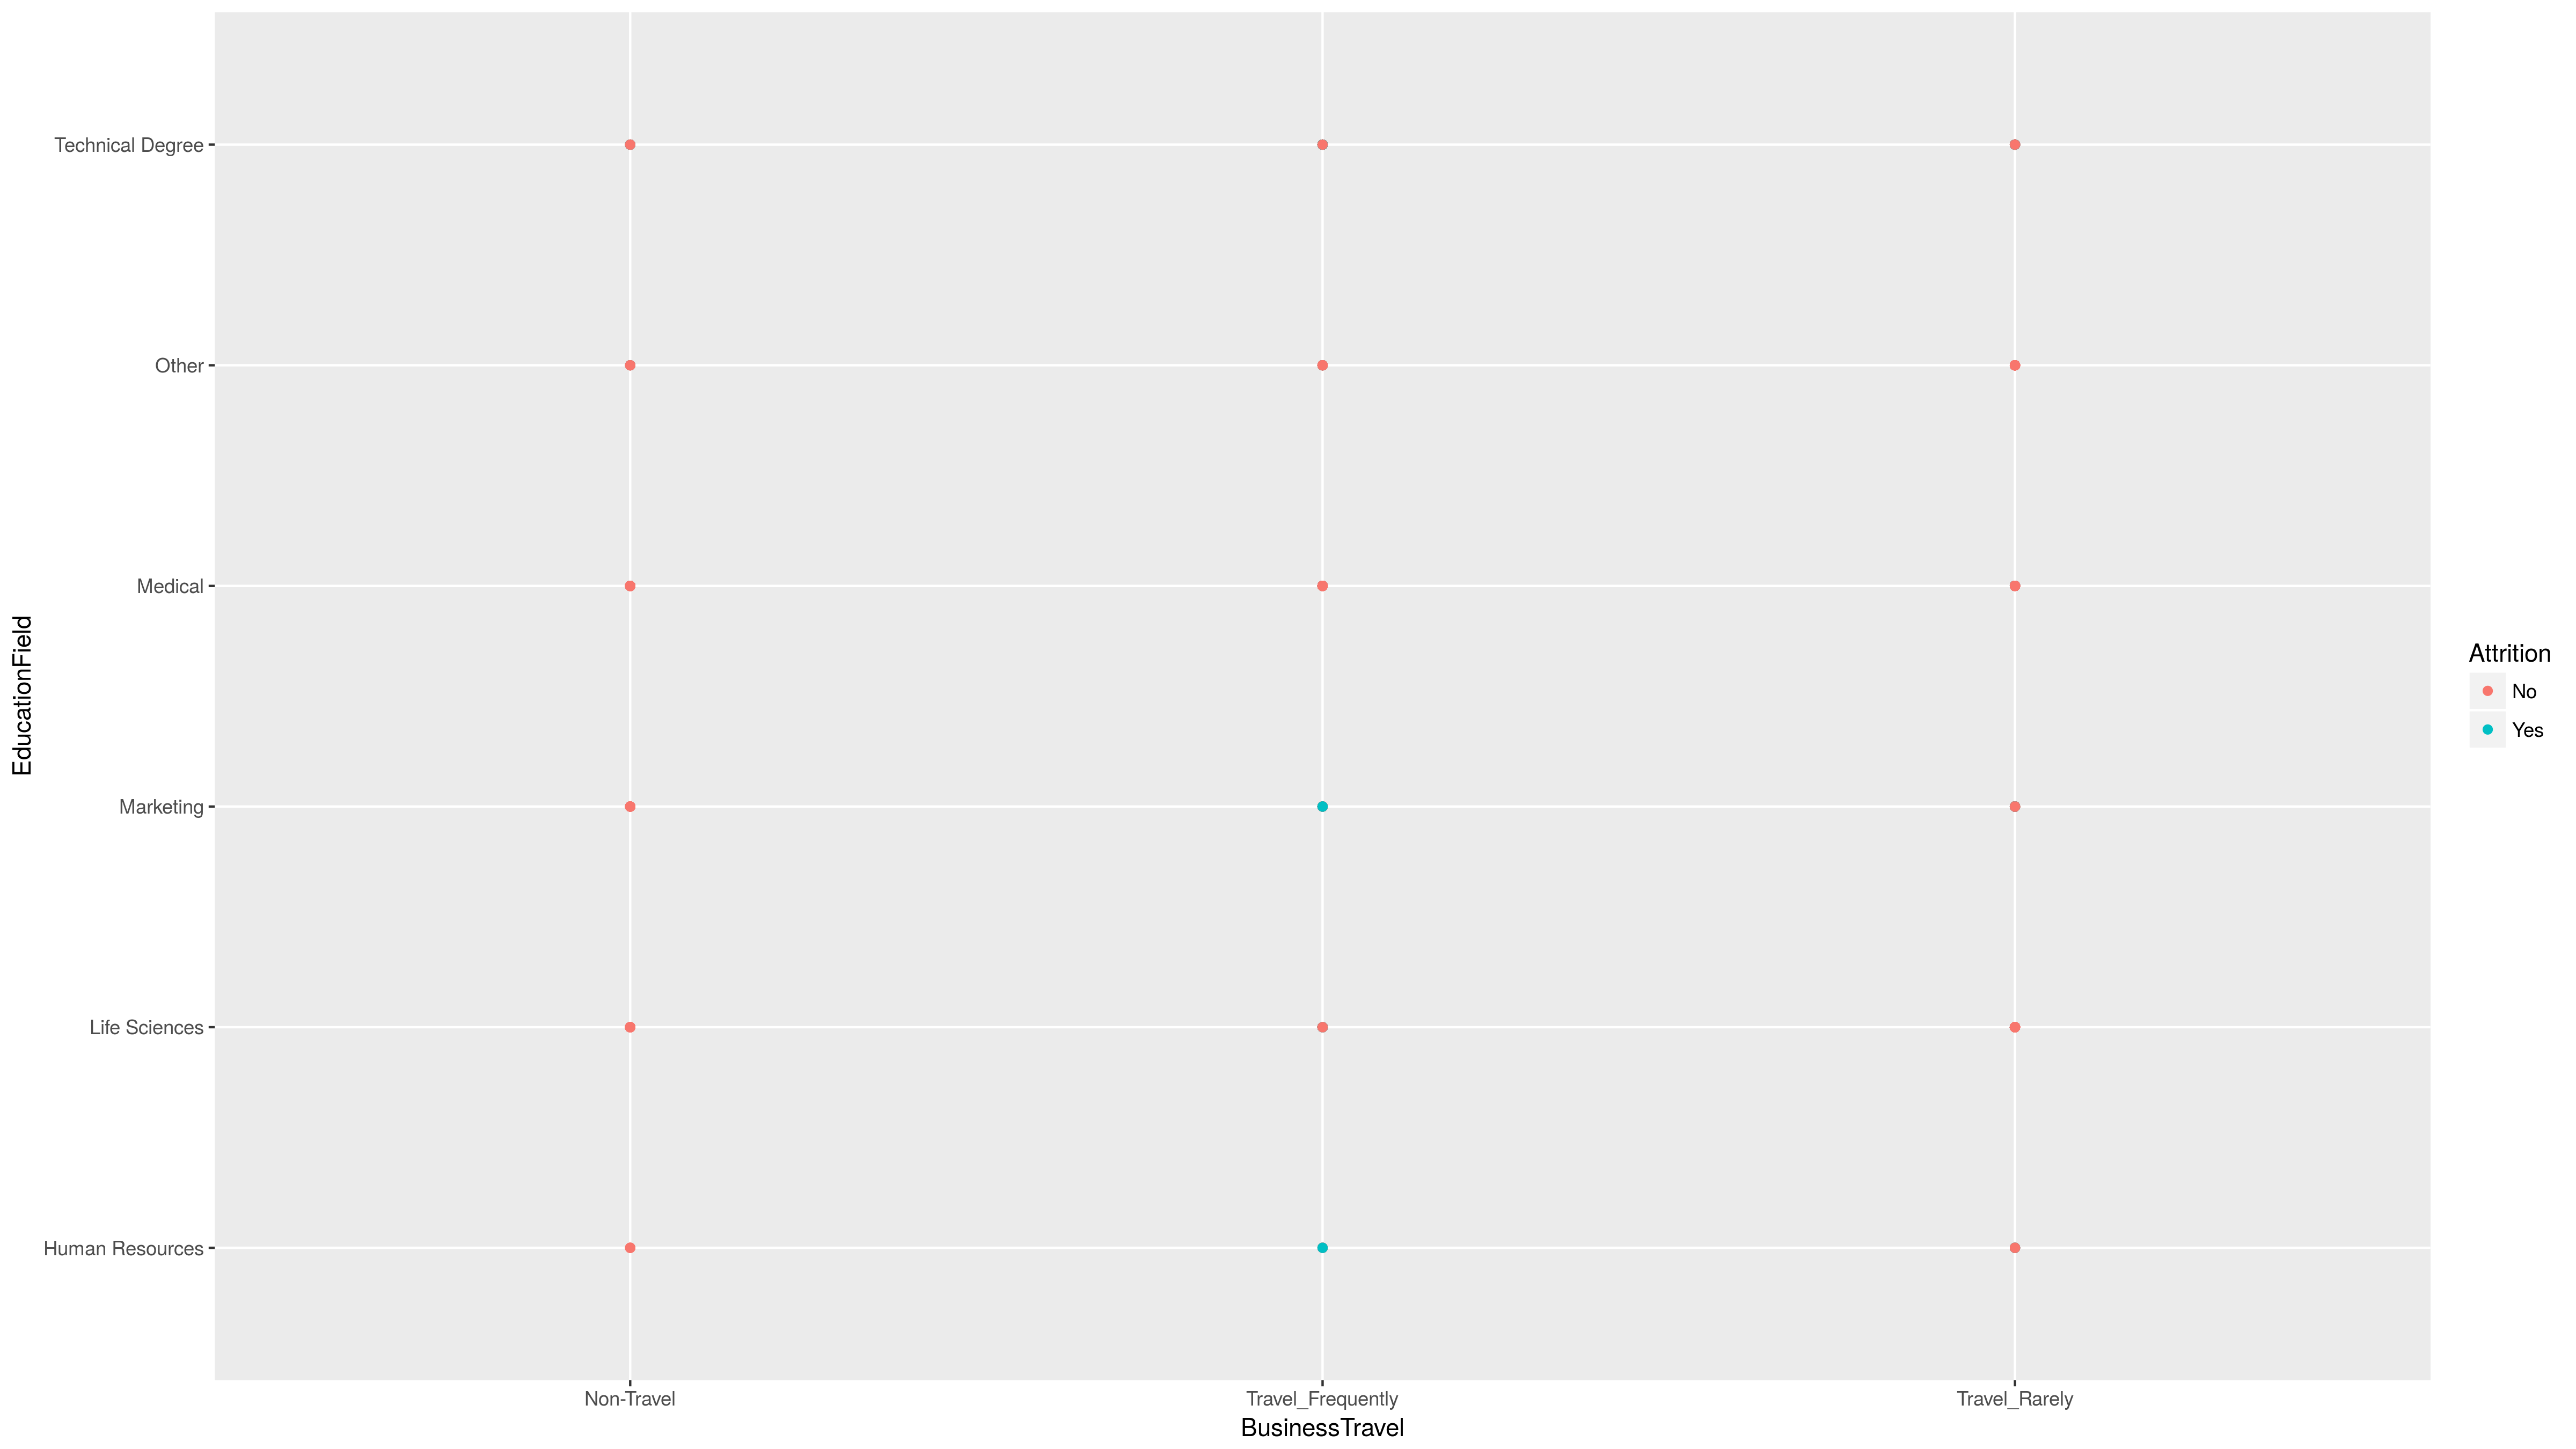 Technical Degree
Other
Medical
Marketing
Life Sciences
Human Resources
EducationField
Non-Travel
Travel_Frequently
Travel_Rarely
BusinessTravel
Attrition
No
Yes